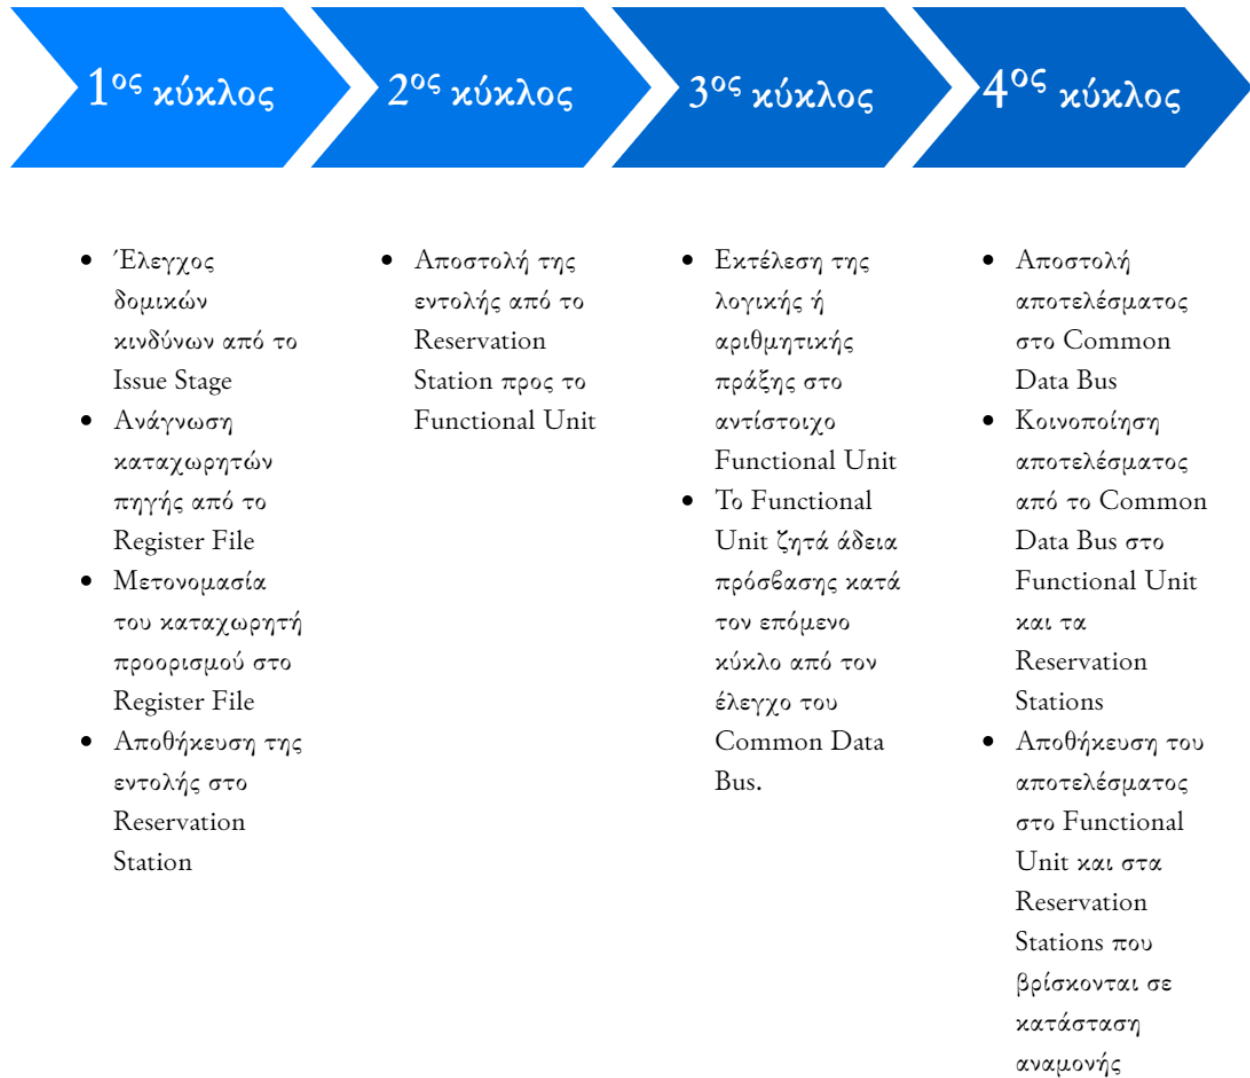 1ος κύκλος
2ος κύκλος
3ος κύκλος
4ος κύκλος
• Έλεγχος
δομικών
κινδύνων από το
Issue Stage
• Ανάγνωση
καταχωρητών
πηγής από το
Register File
• Μετονομασία
του καταχωρητή
προορισμού στο
Register File
• Αποθήκευση της
εντολής στο
Reservation
Station
• Αποστολή της
εντολής από το
Reservation
Station προς το
Functional Unit
• Εκτέλεση της
λογικής ή
αριθμητικής
πράξης στο
αντίστοιχο
Functional Unit
• Το Functional
Unit ζητά άδεια
πρόσβασης κατά
τον επόμενο
κύκλο από τον
έλεγχο του
Common Data
Bus.
• Αποστολή
αποτελέσματος
στο Common
Data Bus
• Κοινοποίηση
αποτελέσματος
από το Common
Data Bus στο
Functional Unit
και τα
Reservation
Stations
• Αποθήκευση του
αποτελέσματος
στο Functional
Unit και στα
Reservation
Stations που
βρίσκονται σε
κατάσταση
αναμονής